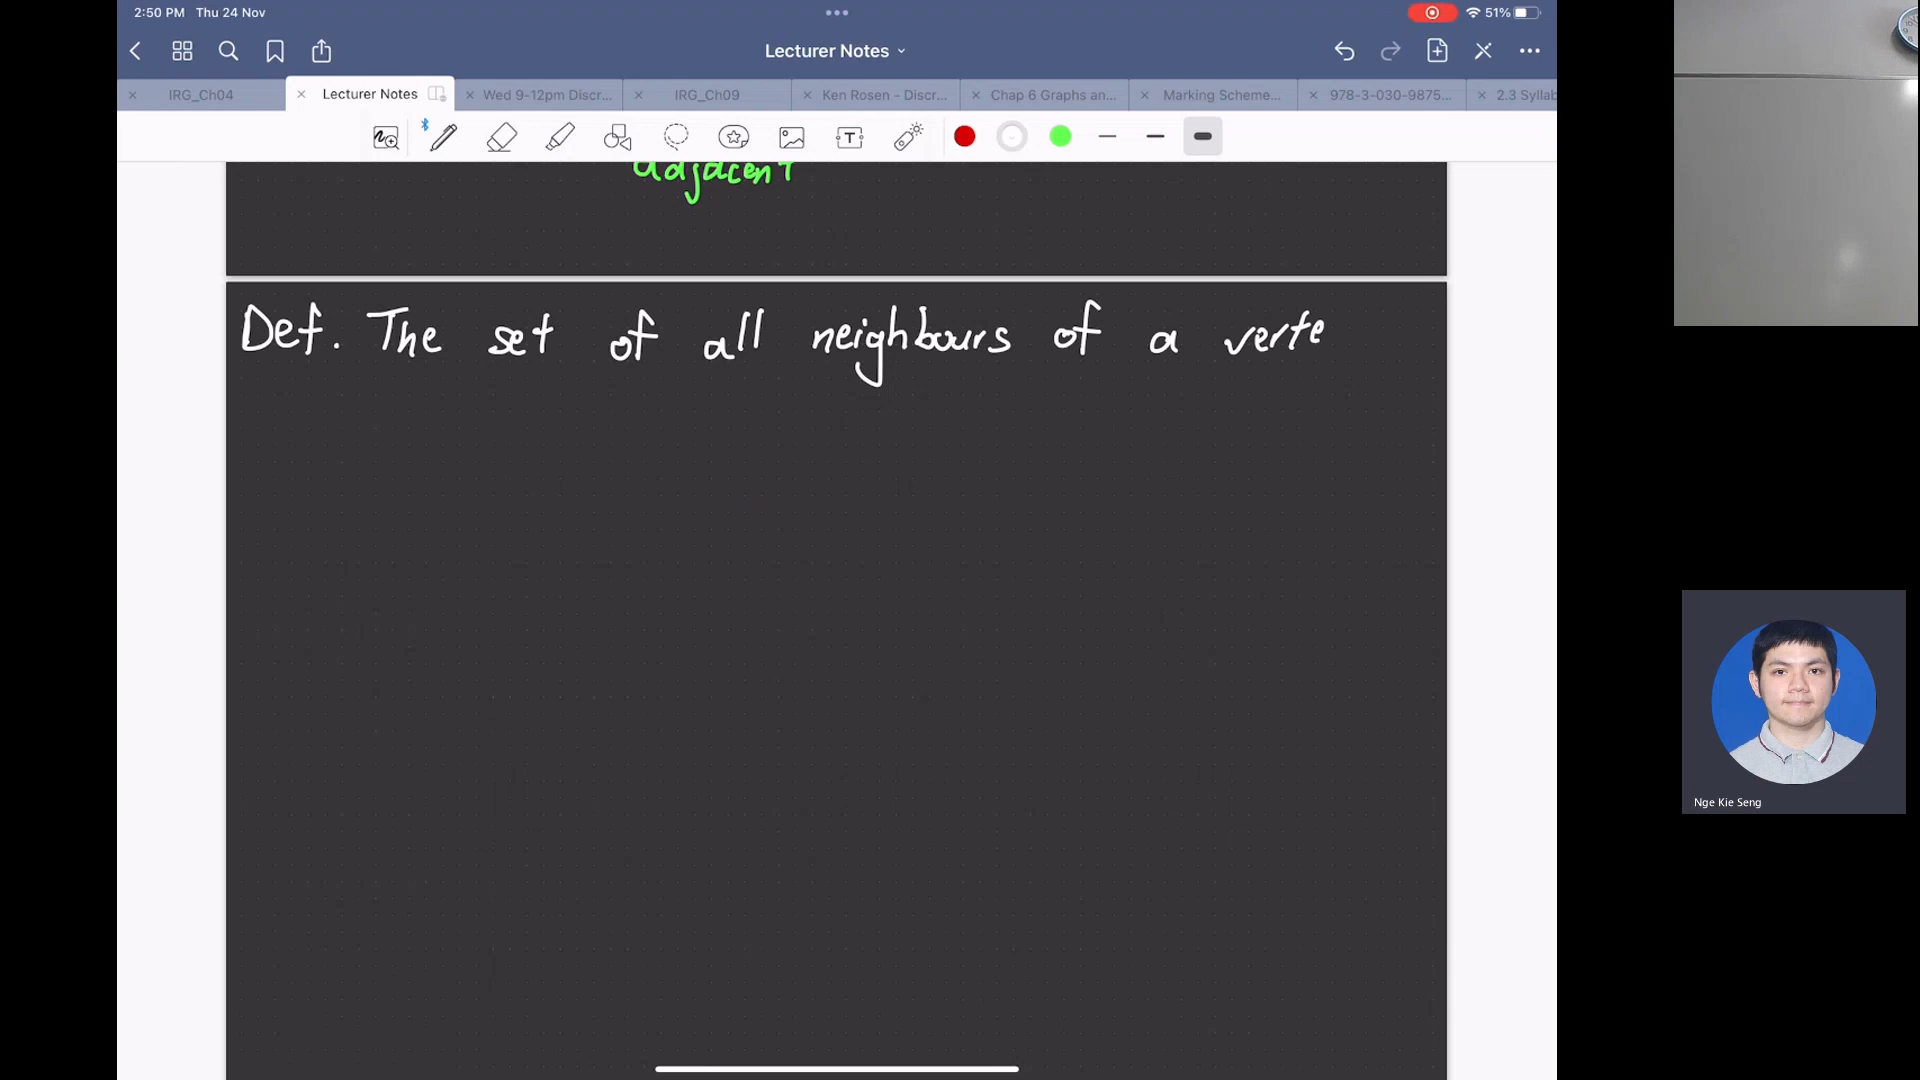 2:50 PM Thu 24 Nov
51%
Lecturer Notes
IRG_Ch04
Lecturer Notes
Wed 9-12pm Discr...
IRG_Ch09
Ken Rosen - Discr...
Chap 6 Graphs an...
Marking Scheme...
978-3-030-9875...
2.3 Syllab
T
adjacent
Def. The set of all neighbours of a verte
Nge Kie Seng